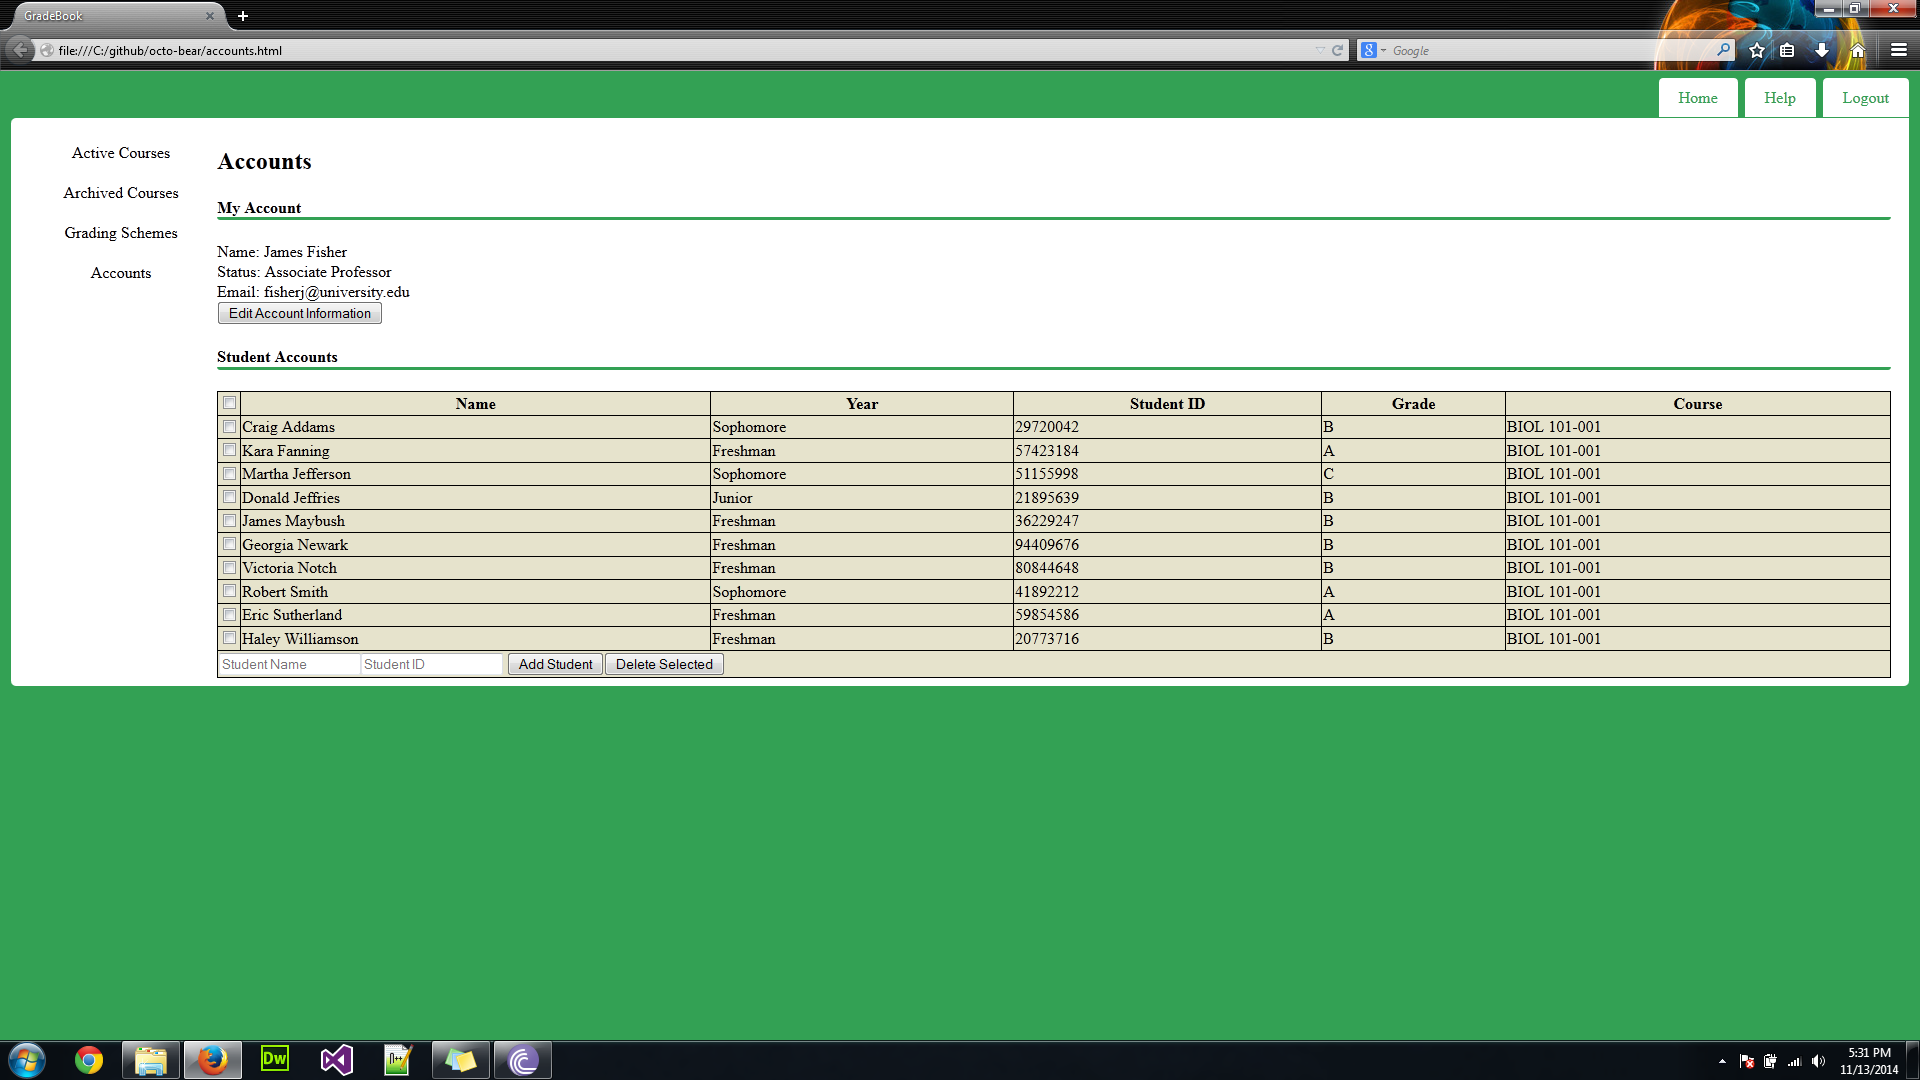 GradeBook
file:///C:/github/octo-bear/accounts.html
Google
Home Help Logout
Active Courses
Archived Courses
Grading Schemes
Accounts
Accounts
My Account
Name: James Fisher
Status: Associate Professor
Email: fisherj@university.edu
Edit Account Information
Student Accounts
Name Year Student ID Grade Course
Craig Addams Sophomore 29720042 B BIOL 101-001
Kara Fanning Freshman 57423184 A BIOL 101-001
Martha Jefferson Sophomore 51155998 C BIOL 101-001
Donald Jeffries Junior 21895639 B BIOL 101-001
James Maybush Freshman 36229247 B BIOL 101-001
Georgia Newark Freshman 94409676 B BIOL 101-001
Victoria Notch Freshman 80844648 B BIOL 101-001
Robert Smith Sophomore 41892212 A BIOL 101-001
Eric Sutherland Freshman 59854586 A BIOL 101-001
Haley Williamson Freshman 20773716 B BIOL 101-001
Student Name Student ID Add Student Delete Selected
Dw
5:31 PM
11/13/2014